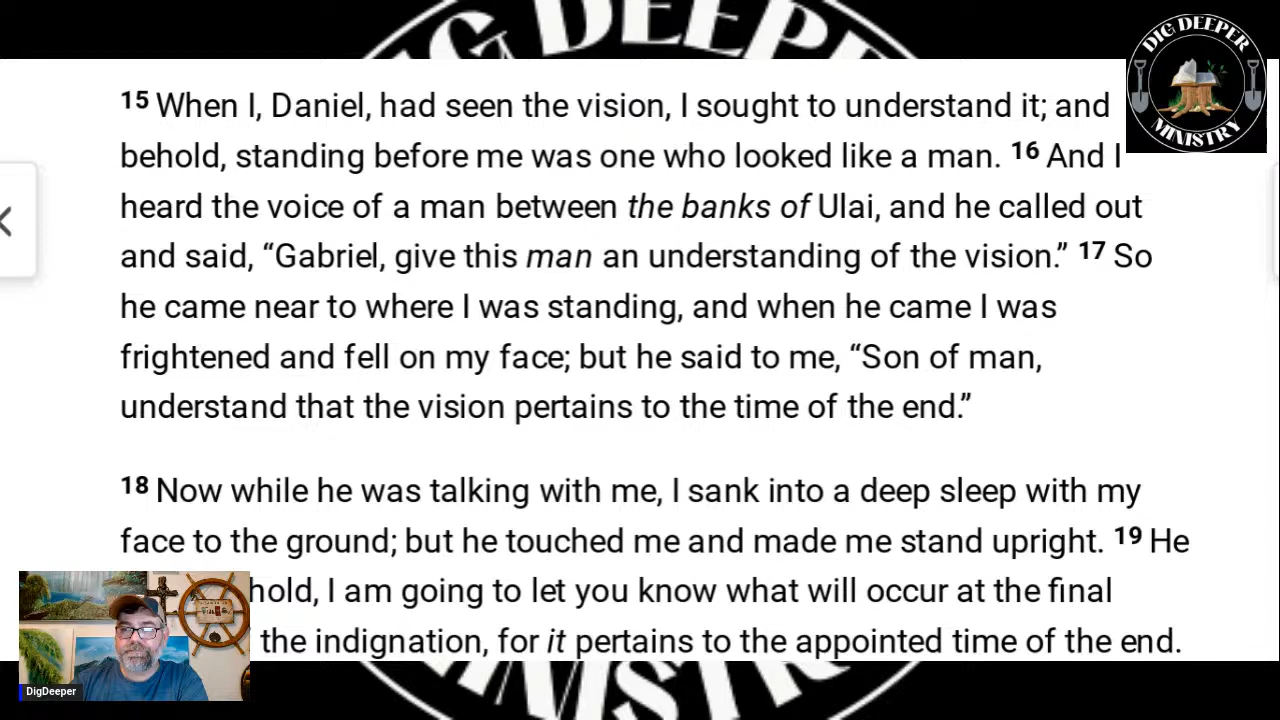 DIG DEEPER
DIG DEEPER
MINISTRY
15 When I, Daniel, had seen the vision, I sought to understand it; and
behold, standing before me was one who looked like a man. 16 And I
heard the voice of a man between the banks of Ulai, and he called out
and said, “Gabriel, give this man an understanding of the vision.” 17 So
he came near to where I was standing, and when he came I was
frightened and fell on my face; but he said to me, “Son of man,
understand that the vision pertains to the time of the end.”
18 Now while he was talking with me, I sank into a deep sleep with my
face to the ground; but he touched me and made me stand upright. 19 He
hold, I am going to let you know what will occur at the final
the indignation, for it pertains to the appointed time of the end.
DigDeeper